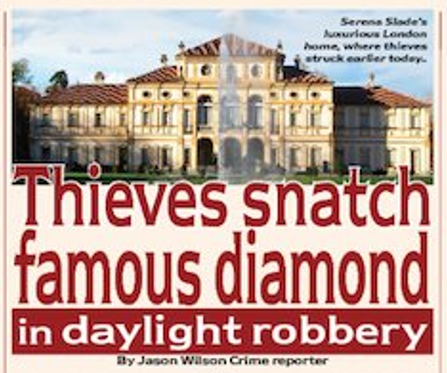 Serena Slade's
luxurious London
home, where thieves
struck earlier today.
Thieves snatch
famous diamond
in daylight robbery
By Jason Wilson Crime reporter